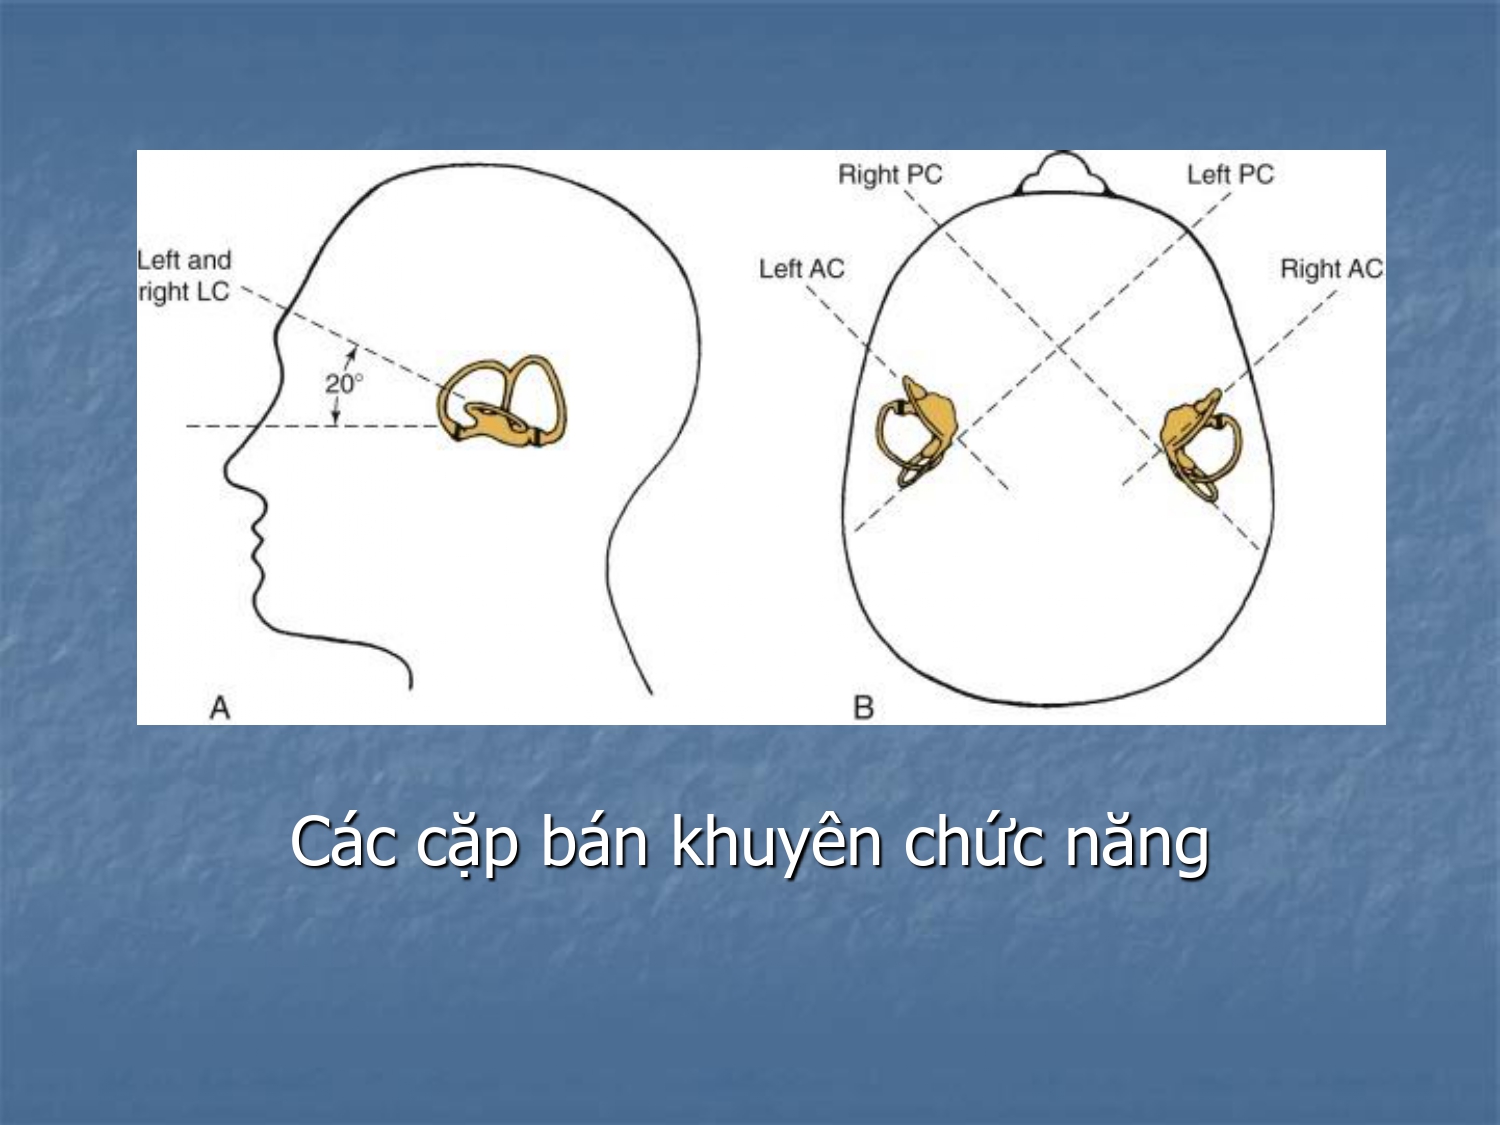 Left and
right LC
20°
A
Right PC
Left PC
Left AC
Right AC
B
Các cặp bán khuyên chức năng